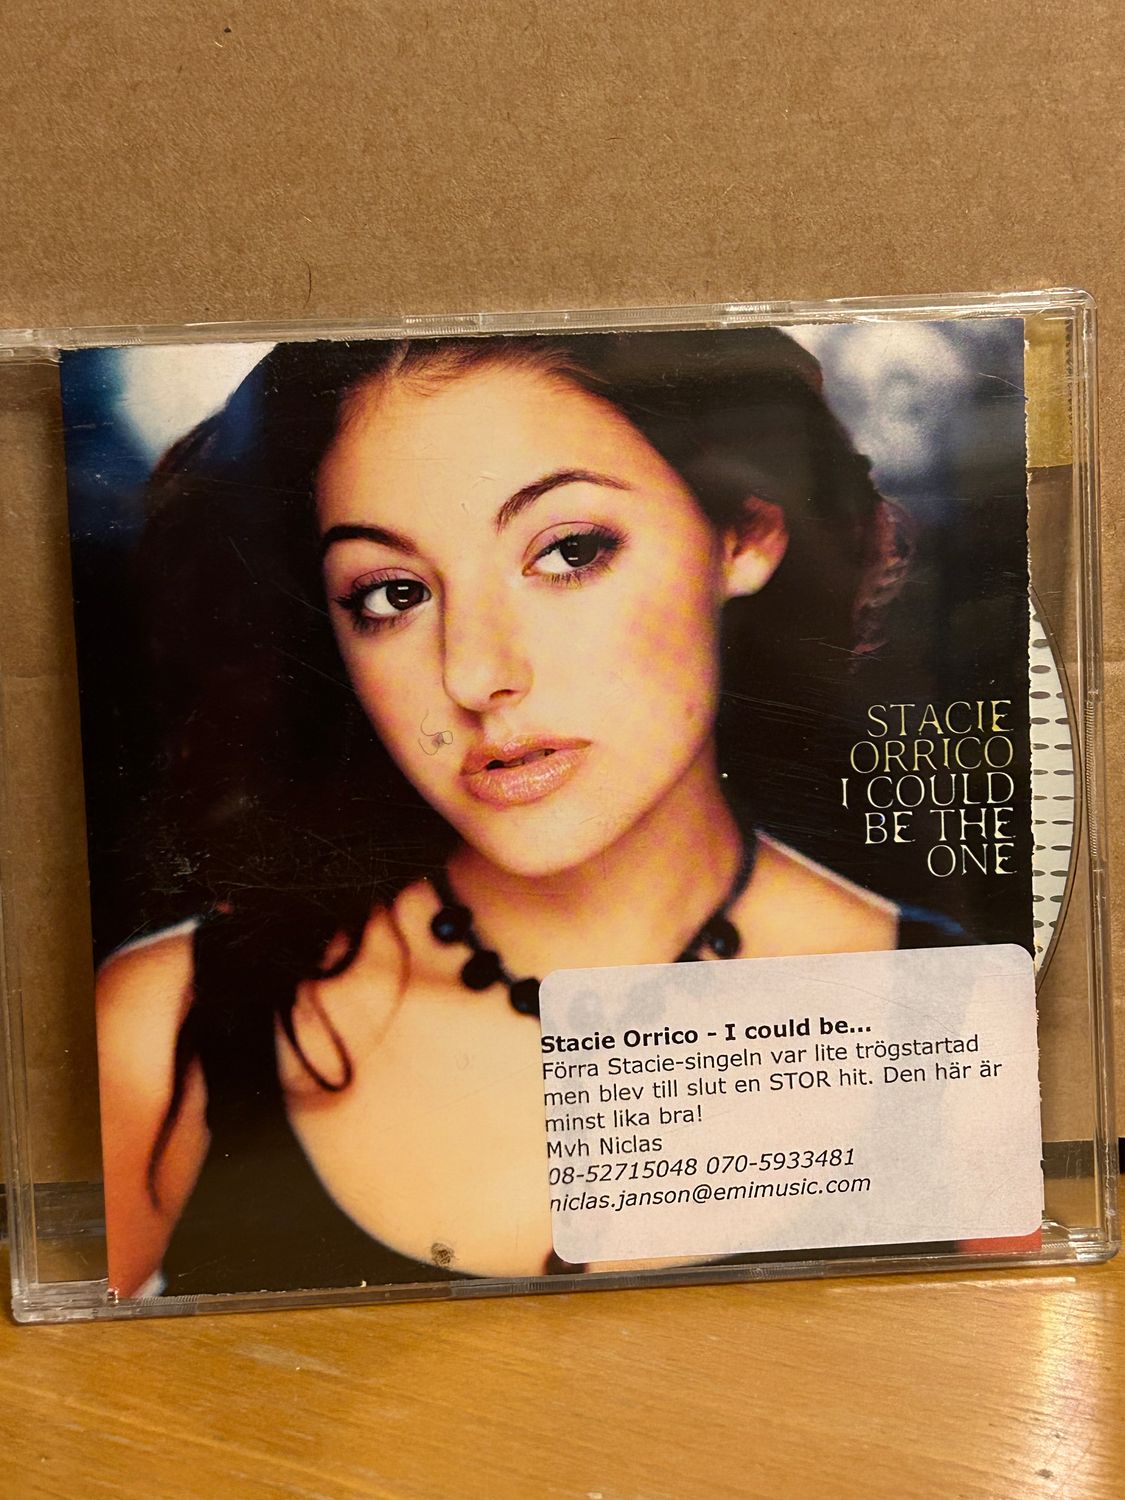 STACIE
ORRICO
I COULD
BE THE
ONE
Stacie Orrico - I could be...
Förra Stacie-singeln var lite trögstartad
men blev till slut en STOR hit. Den här är
minst lika bra!
Mvh Niclas
08-52715048 070-5933481
niclas.janson@emimusic.com